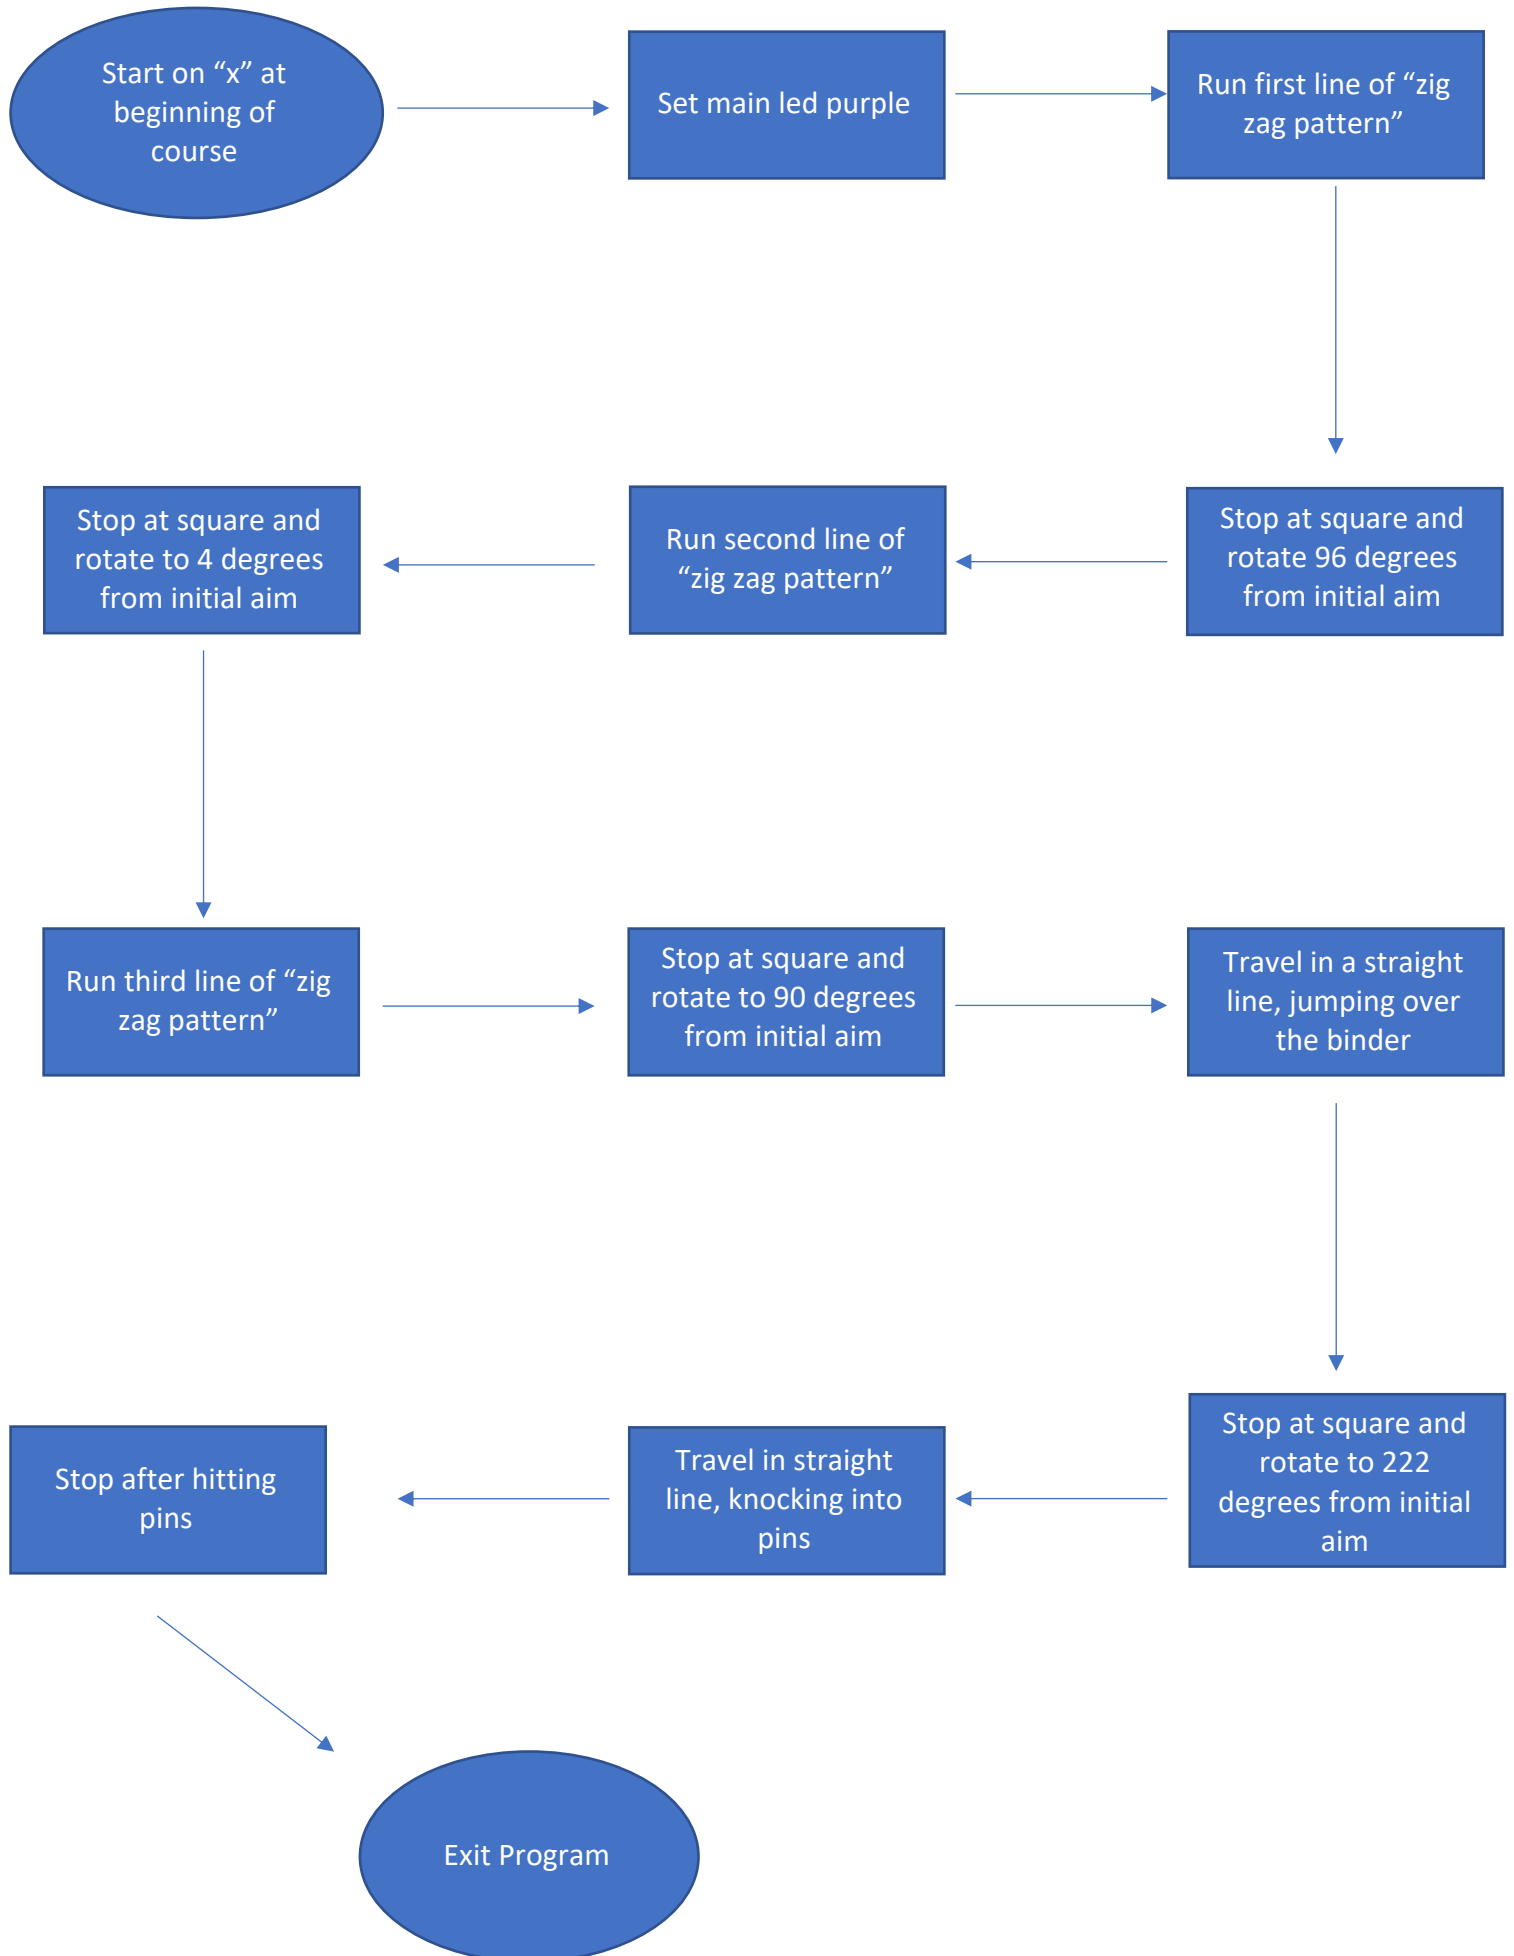 Start on “x” at
beginning of
course
Set main led purple
Run first line of “zig
zag pattern”
Stop at square and
rotate 96 degrees
from initial aim
Run second line of
“zig zag pattern”
Stop at square and
rotate to 4 degrees
from initial aim
Run third line of “zig
zag pattern”
Stop at square and
rotate to 90 degrees
from initial aim
Travel in a straight
line, jumping over
the binder
Stop at square and
rotate to 222
degrees from initial
aim
Travel in straight
line, knocking into
pins
Stop after hitting
pins
Exit Program